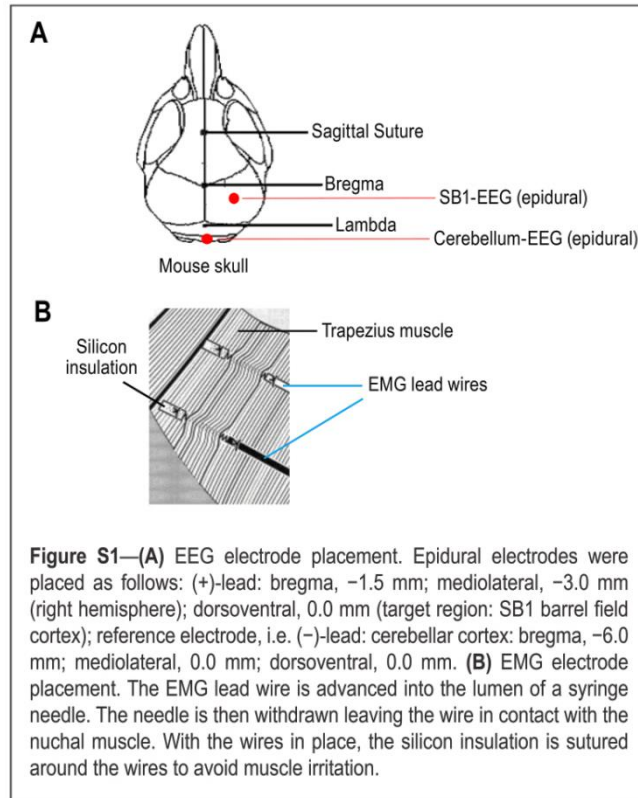 A
Sagittal Suture
Bregma
SB1-EEG (epidural)
Lambda
Cerebellum-EEG (epidural)
Mouse skull
B
Trapezius muscle
Silicon
insulation
EMG lead wires
Figure S1—(A) EEG electrode placement. Epidural electrodes were
placed as follows: (+)-lead: bregma, −1.5 mm; mediolateral, −3.0 mm
(right hemisphere); dorsoventral, 0.0 mm (target region: SB1 barrel field
cortex); reference electrode, i.e. (−)-lead: cerebellar cortex: bregma, −6.0
mm; mediolateral, 0.0 mm; dorsoventral, 0.0 mm. (B) EMG electrode
placement. The EMG lead wire is advanced into the lumen of a syringe
needle. The needle is then withdrawn leaving the wire in contact with the
nuchal muscle. With the wires in place, the silicon insulation is sutured
around the wires to avoid muscle irritation.